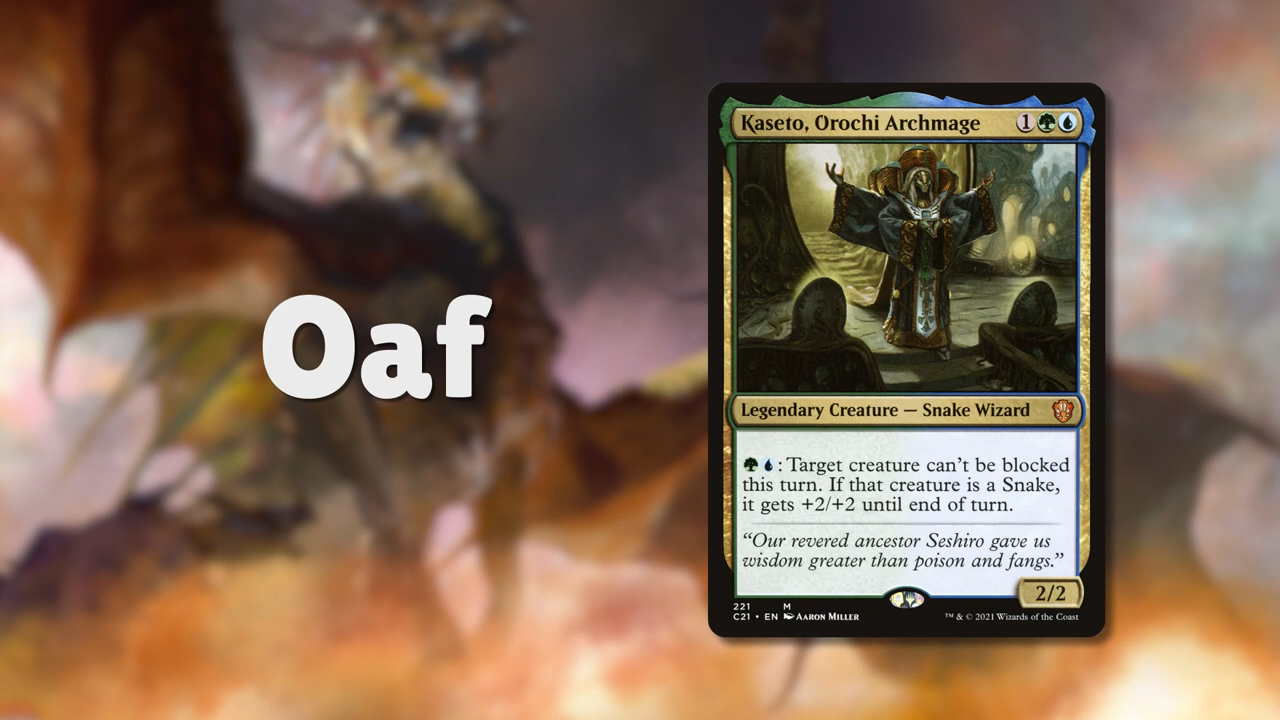 Oaf
Kaseto, Orochi Archmage 1
Legendary Creature — Snake Wizard
: Target creature can't be blocked
this turn. If that creature is a Snake,
it gets +2/+2 until end of turn.
“Our revered ancestor Seshiro gave us
wisdom greater than poison and fangs.”
2/2
221 M
C21 • EN Aaron Miller
™ & © 2021 Wizards of the Coast